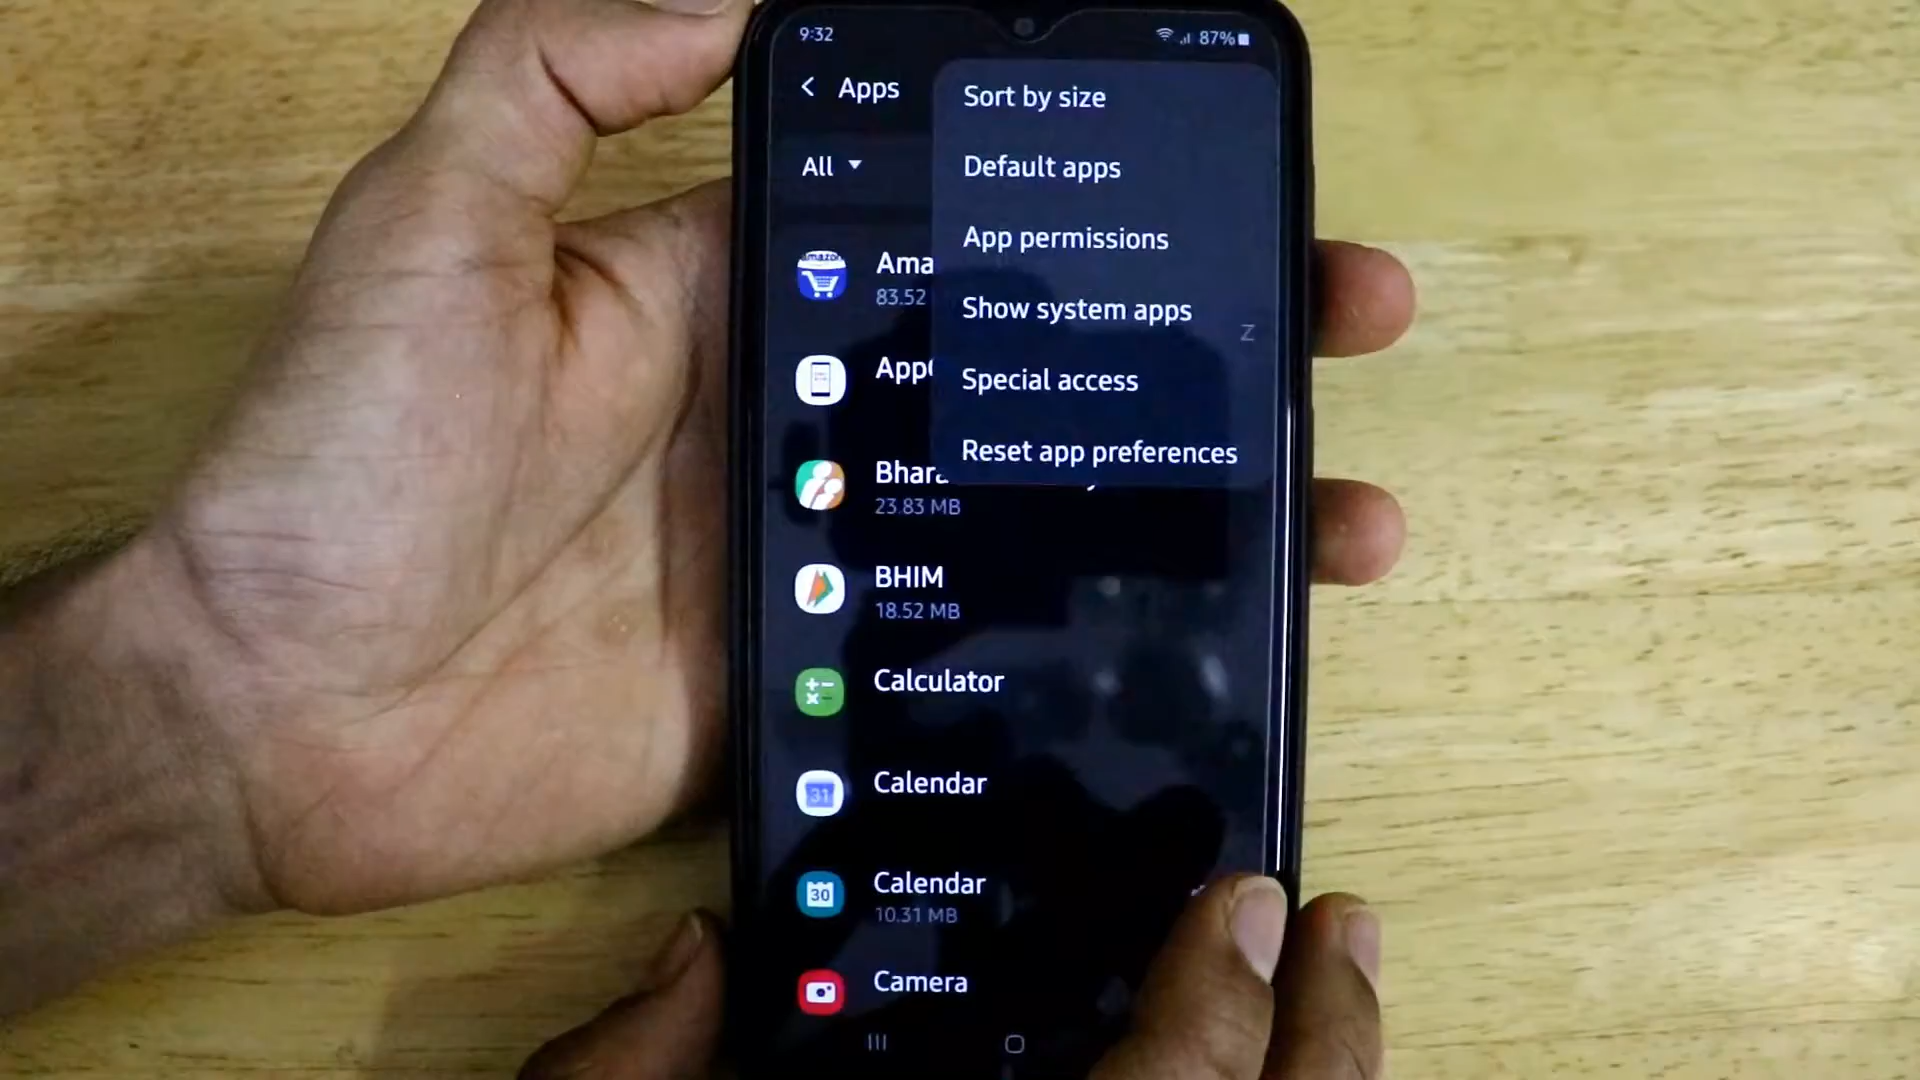 9:32
87%
Apps
Sort by size
All
Default apps
App permissions
amazon
Ama
83.52
Show system apps
Z
App
Special access
Reset app preferences
Bhara
23.83 MB
BHIM
18.52 MB
Calculator
31
Calendar
30
Calendar
10.31 MB
Camera